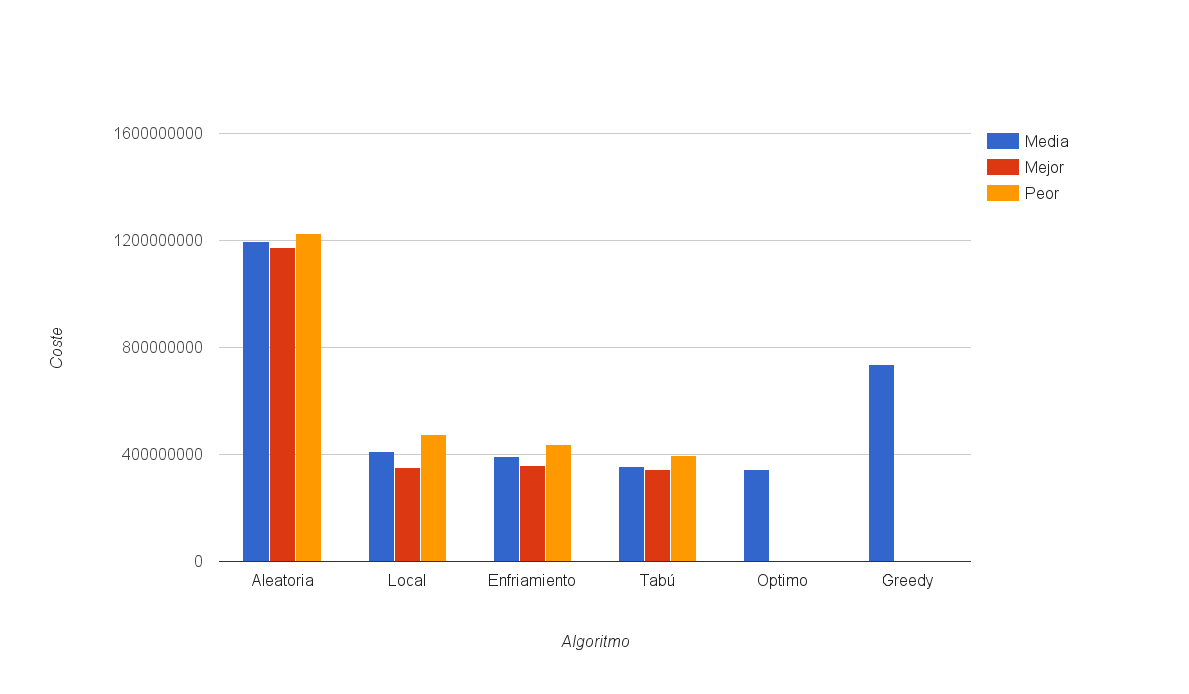 1600000000
1200000000
800000000
400000000
0
Coste
Aleatoria
Local
Enfriamiento
Tabú
Optimo
Greedy
Algoritmo
Media
Mejor
Peor